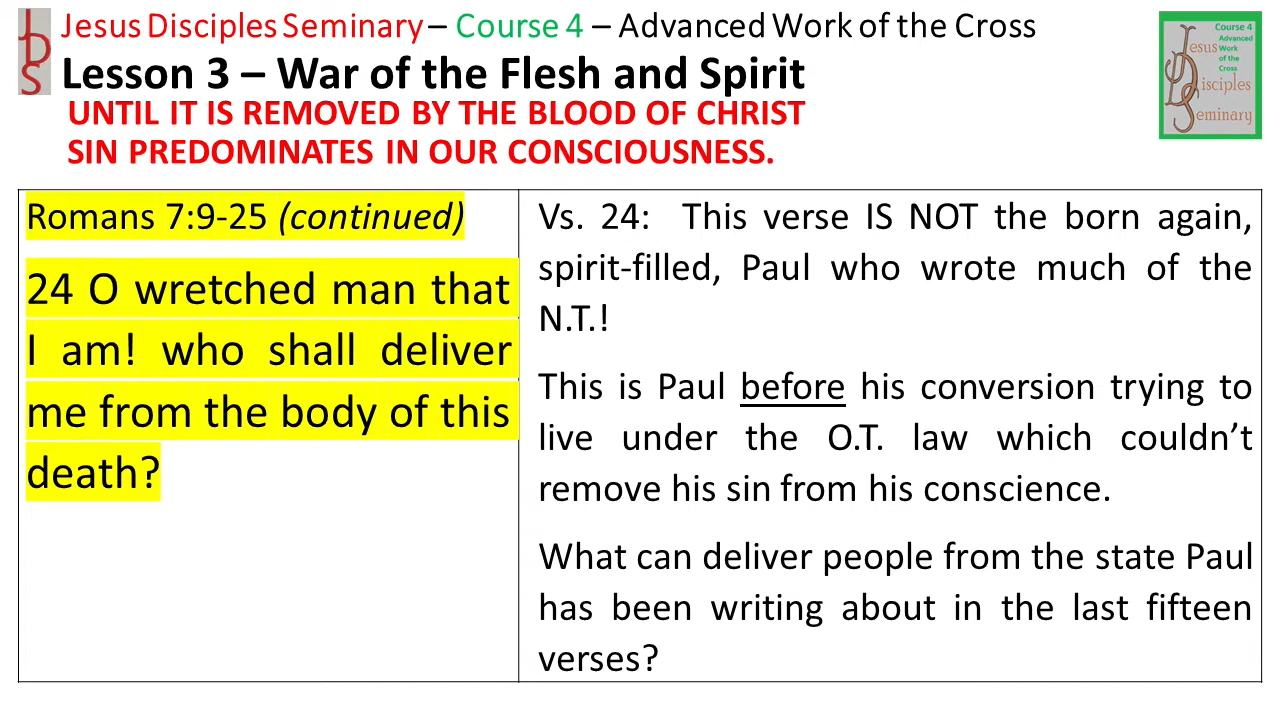 JDS
Jesus Disciples Seminary – Course 4 – Advanced Work of the Cross
Lesson 3 – War of the Flesh and Spirit
UNTIL IT IS REMOVED BY THE BLOOD OF CHRIST
SIN PREDOMINATES IN OUR CONSCIOUSNESS.
Course 4
Advanced
Work
of the
Cross
Jesus
Disciples
Seminary
Romans 7:9-25 (continued)
24 O wretched man that
I am! who shall deliver
me from the body of this
death?
Vs. 24: This verse IS NOT the born again,
spirit-filled, Paul who wrote much of the
N.T.!
This is Paul before his conversion trying to
live under the O.T. law which couldn’t
remove his sin from his conscience.
What can deliver people from the state Paul
has been writing about in the last fifteen
verses?